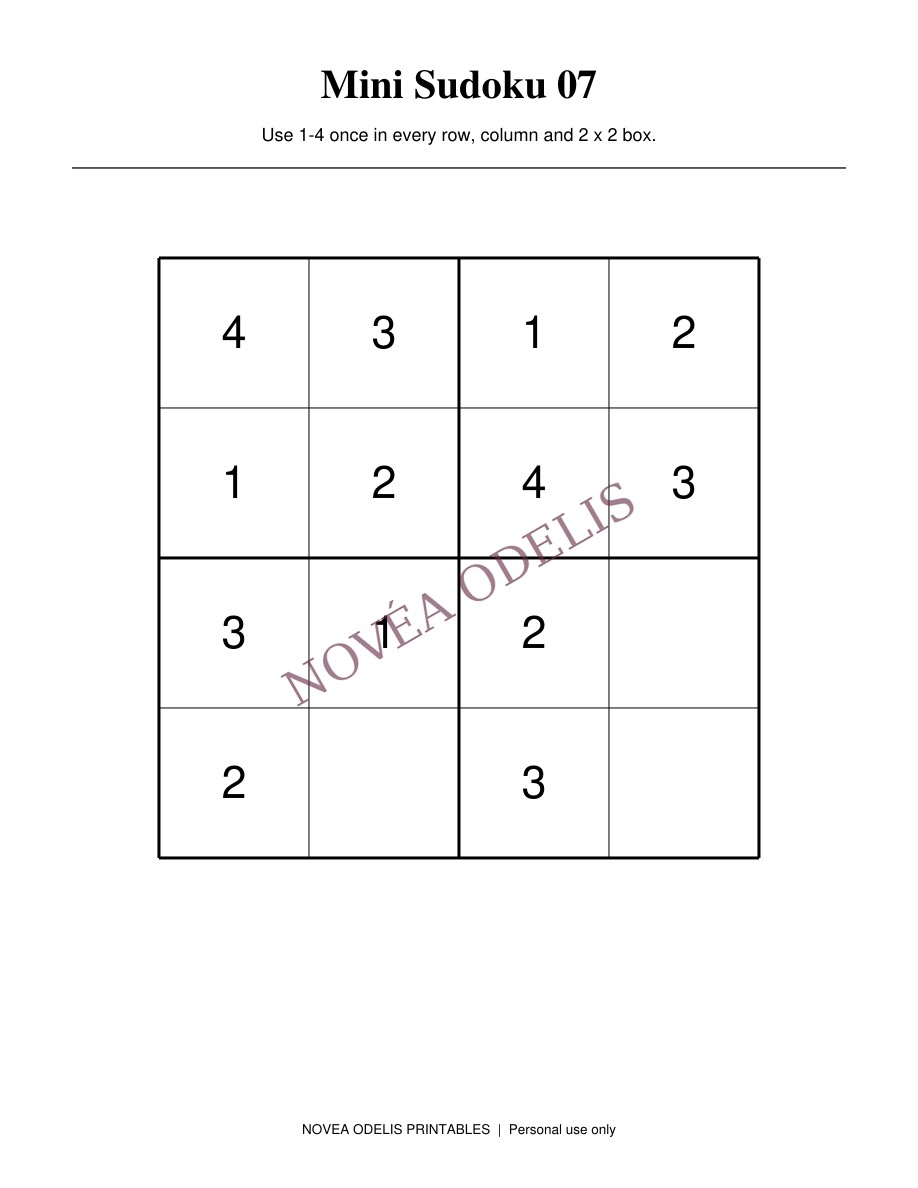 Mini Sudoku 07
Use 1-4 once in every row, column and 2 x 2 box.
4 3 1 2
1 2 4 3
3 1 2
2 3
NOVÉA ODELIS
NOVEA ODELIS PRINTABLES | Personal use only